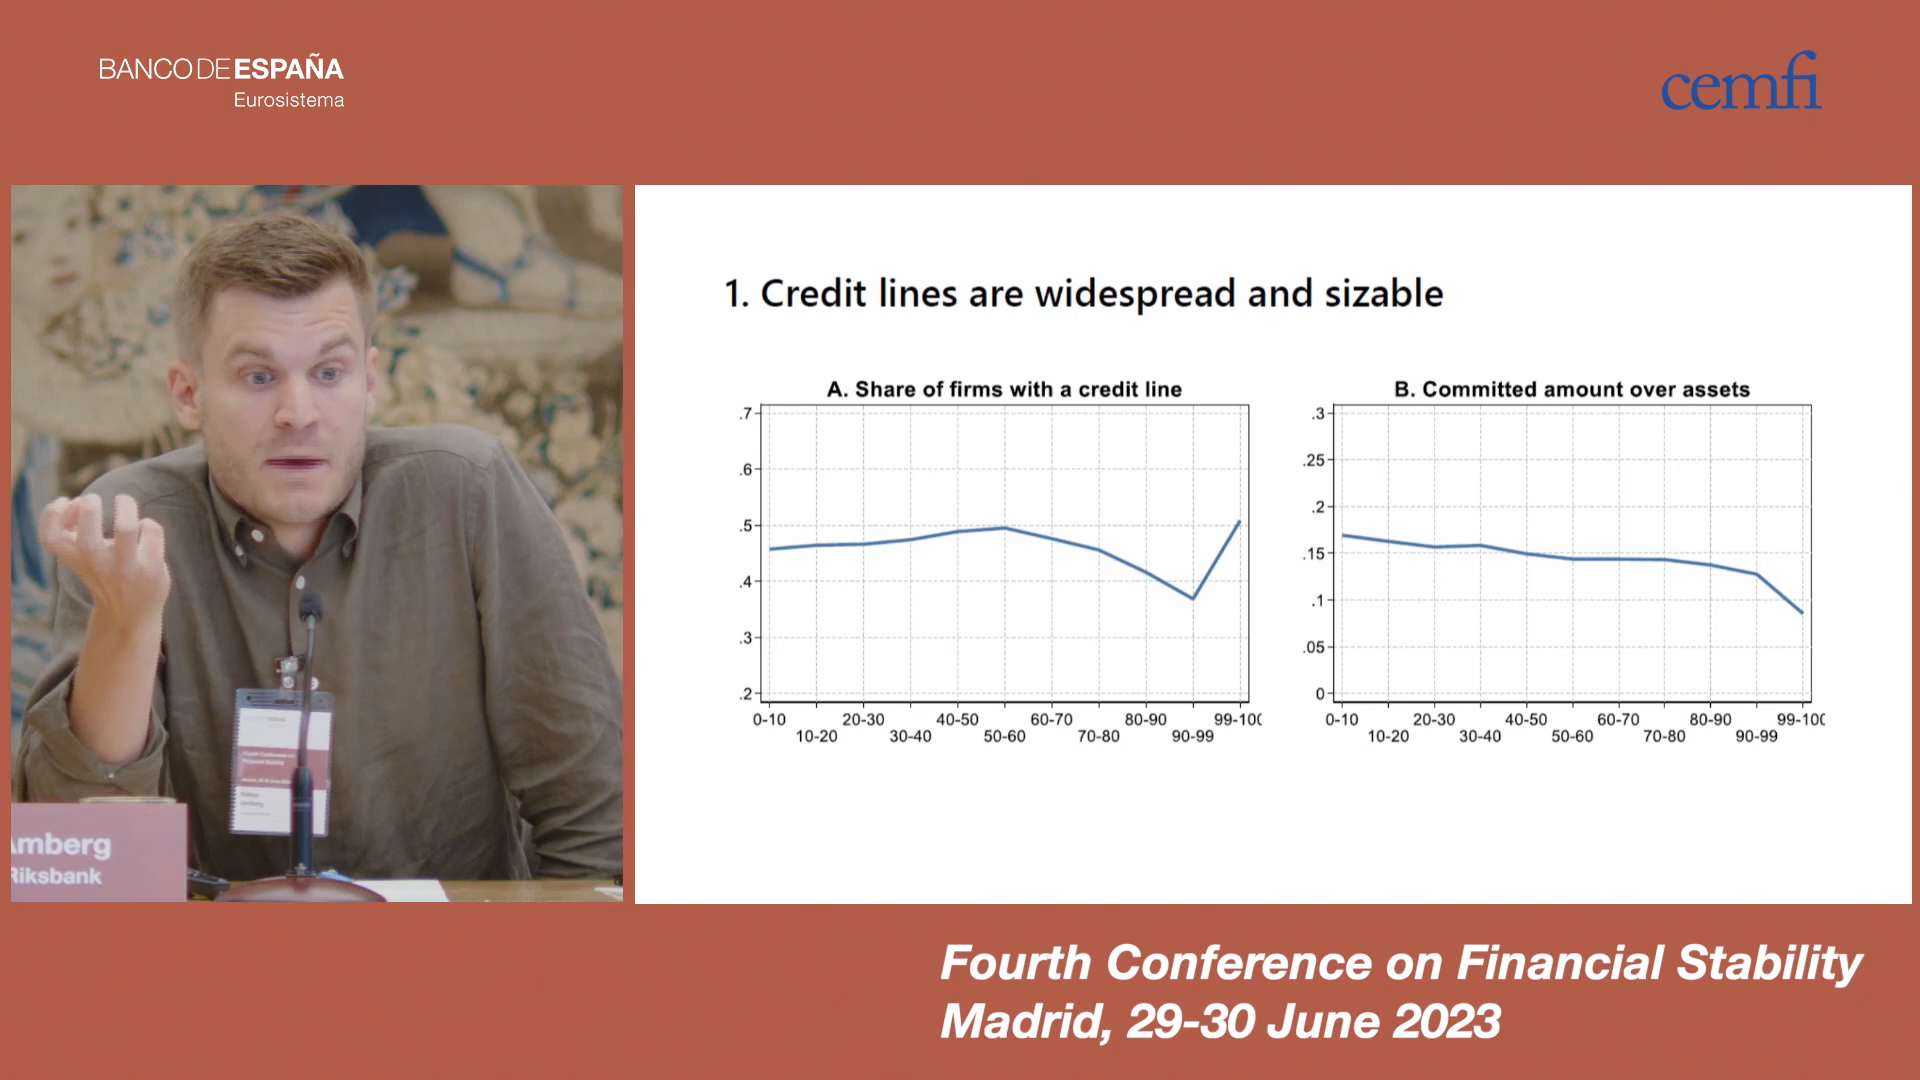 BANCO DE ESPAÑA
Eurosistema
cemfi
1. Credit lines are widespread and sizable
A. Share of firms with a credit line
.7
.6
.5
.4
.3
.2
0-10 20-30 40-50 60-70 80-90 99-100
10-20 30-40 50-60 70-80 90-99
B. Committed amount over assets
.3
.25
.2
.15
.1
.05
0
0-10 20-30 40-50 60-70 80-90 99-100
10-20 30-40 50-60 70-80 90-99
Amberg
Riksbank
Fourth Conference on Financial Stability
Madrid, 29-30 June 2023